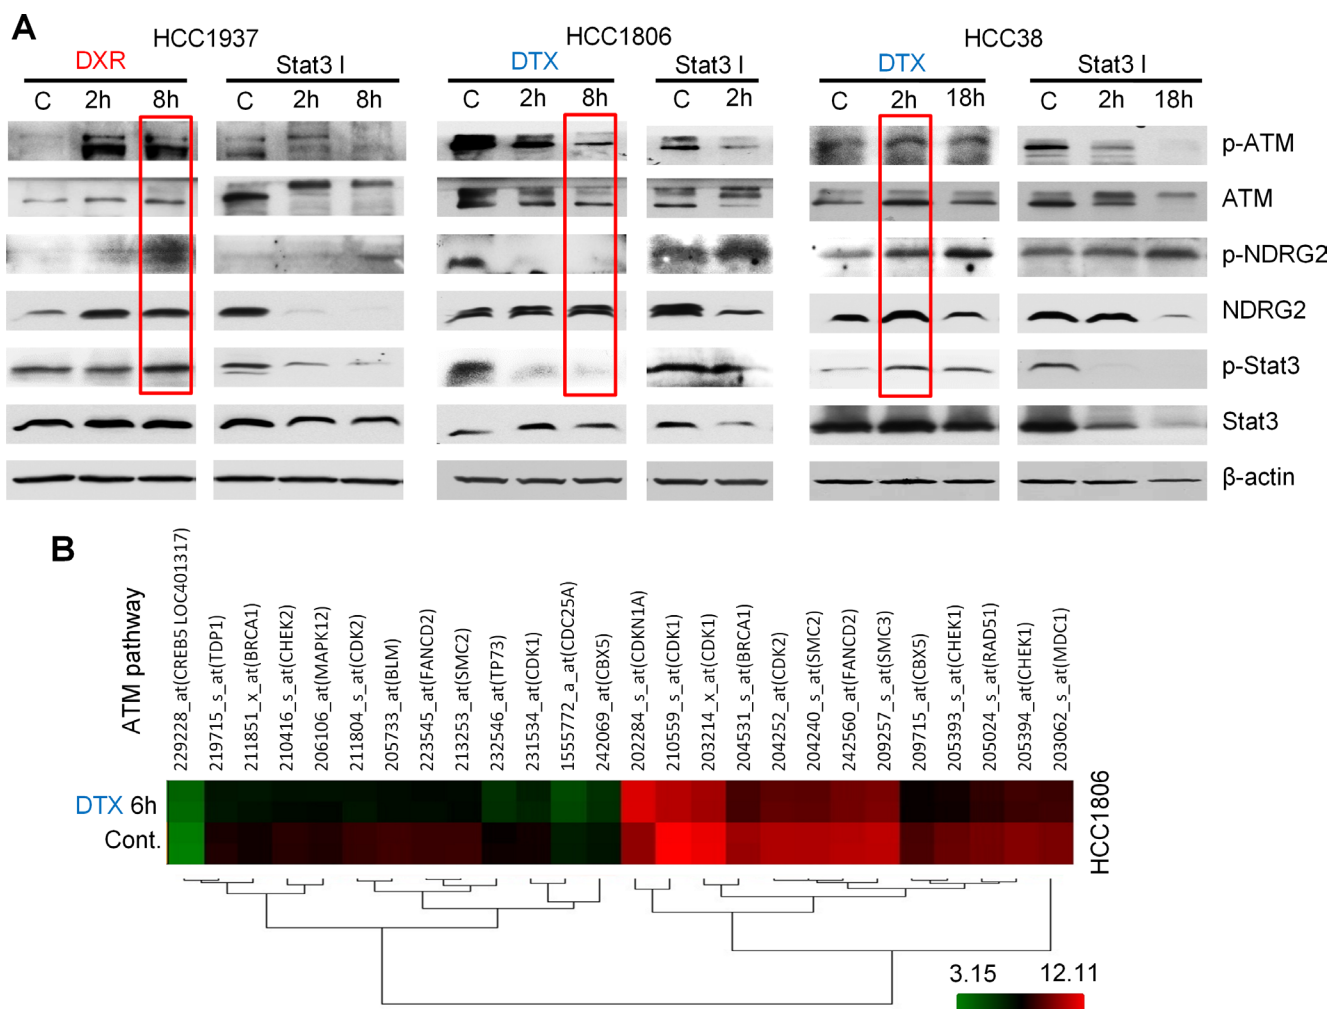 A
HCC1937
HCC1806
HCC38
DXR
Stat3 I
DTX
Stat3 I
DTX
Stat3 I
C 2h 8h
C 2h 8h
C 2h 8h
C 2h
C 2h 18h
C 2h 18h
p-ATM
ATM
p-NDRG2
NDRG2
p-Stat3
Stat3
β-actin
B
ATM pathway
229228_at(CREB5 LOC401317)
219715_s_at(TDP1)
211851_x_at(BRCA1)
210416_s_at(CHEK2)
206106_at(MAPK12)
211804_s_at(CDK2)
205733_at(BLM)
223545_at(FANCD2)
213253_at(SMC2)
232546_at(TP73)
231534_at(CDK1)
1555772_a_at(CDC25A)
242069_at(CBX5)
202284_s_at(CDKN1A)
210559_s_at(CDK1)
203214_x_at(CDK1)
204531_s_at(BRCA1)
204252_at(CDK2)
204240_s_at(SMC2)
242560_at(FANCD2)
209257_s_at(SMC3)
209715_at(CBX5)
205393_s_at(CHEK1)
205024_s_at(RAD51)
205394_at(CHEK1)
203062_s_at(MDC1)
DTX 6h
Cont.
HCC1806
3.15 12.11